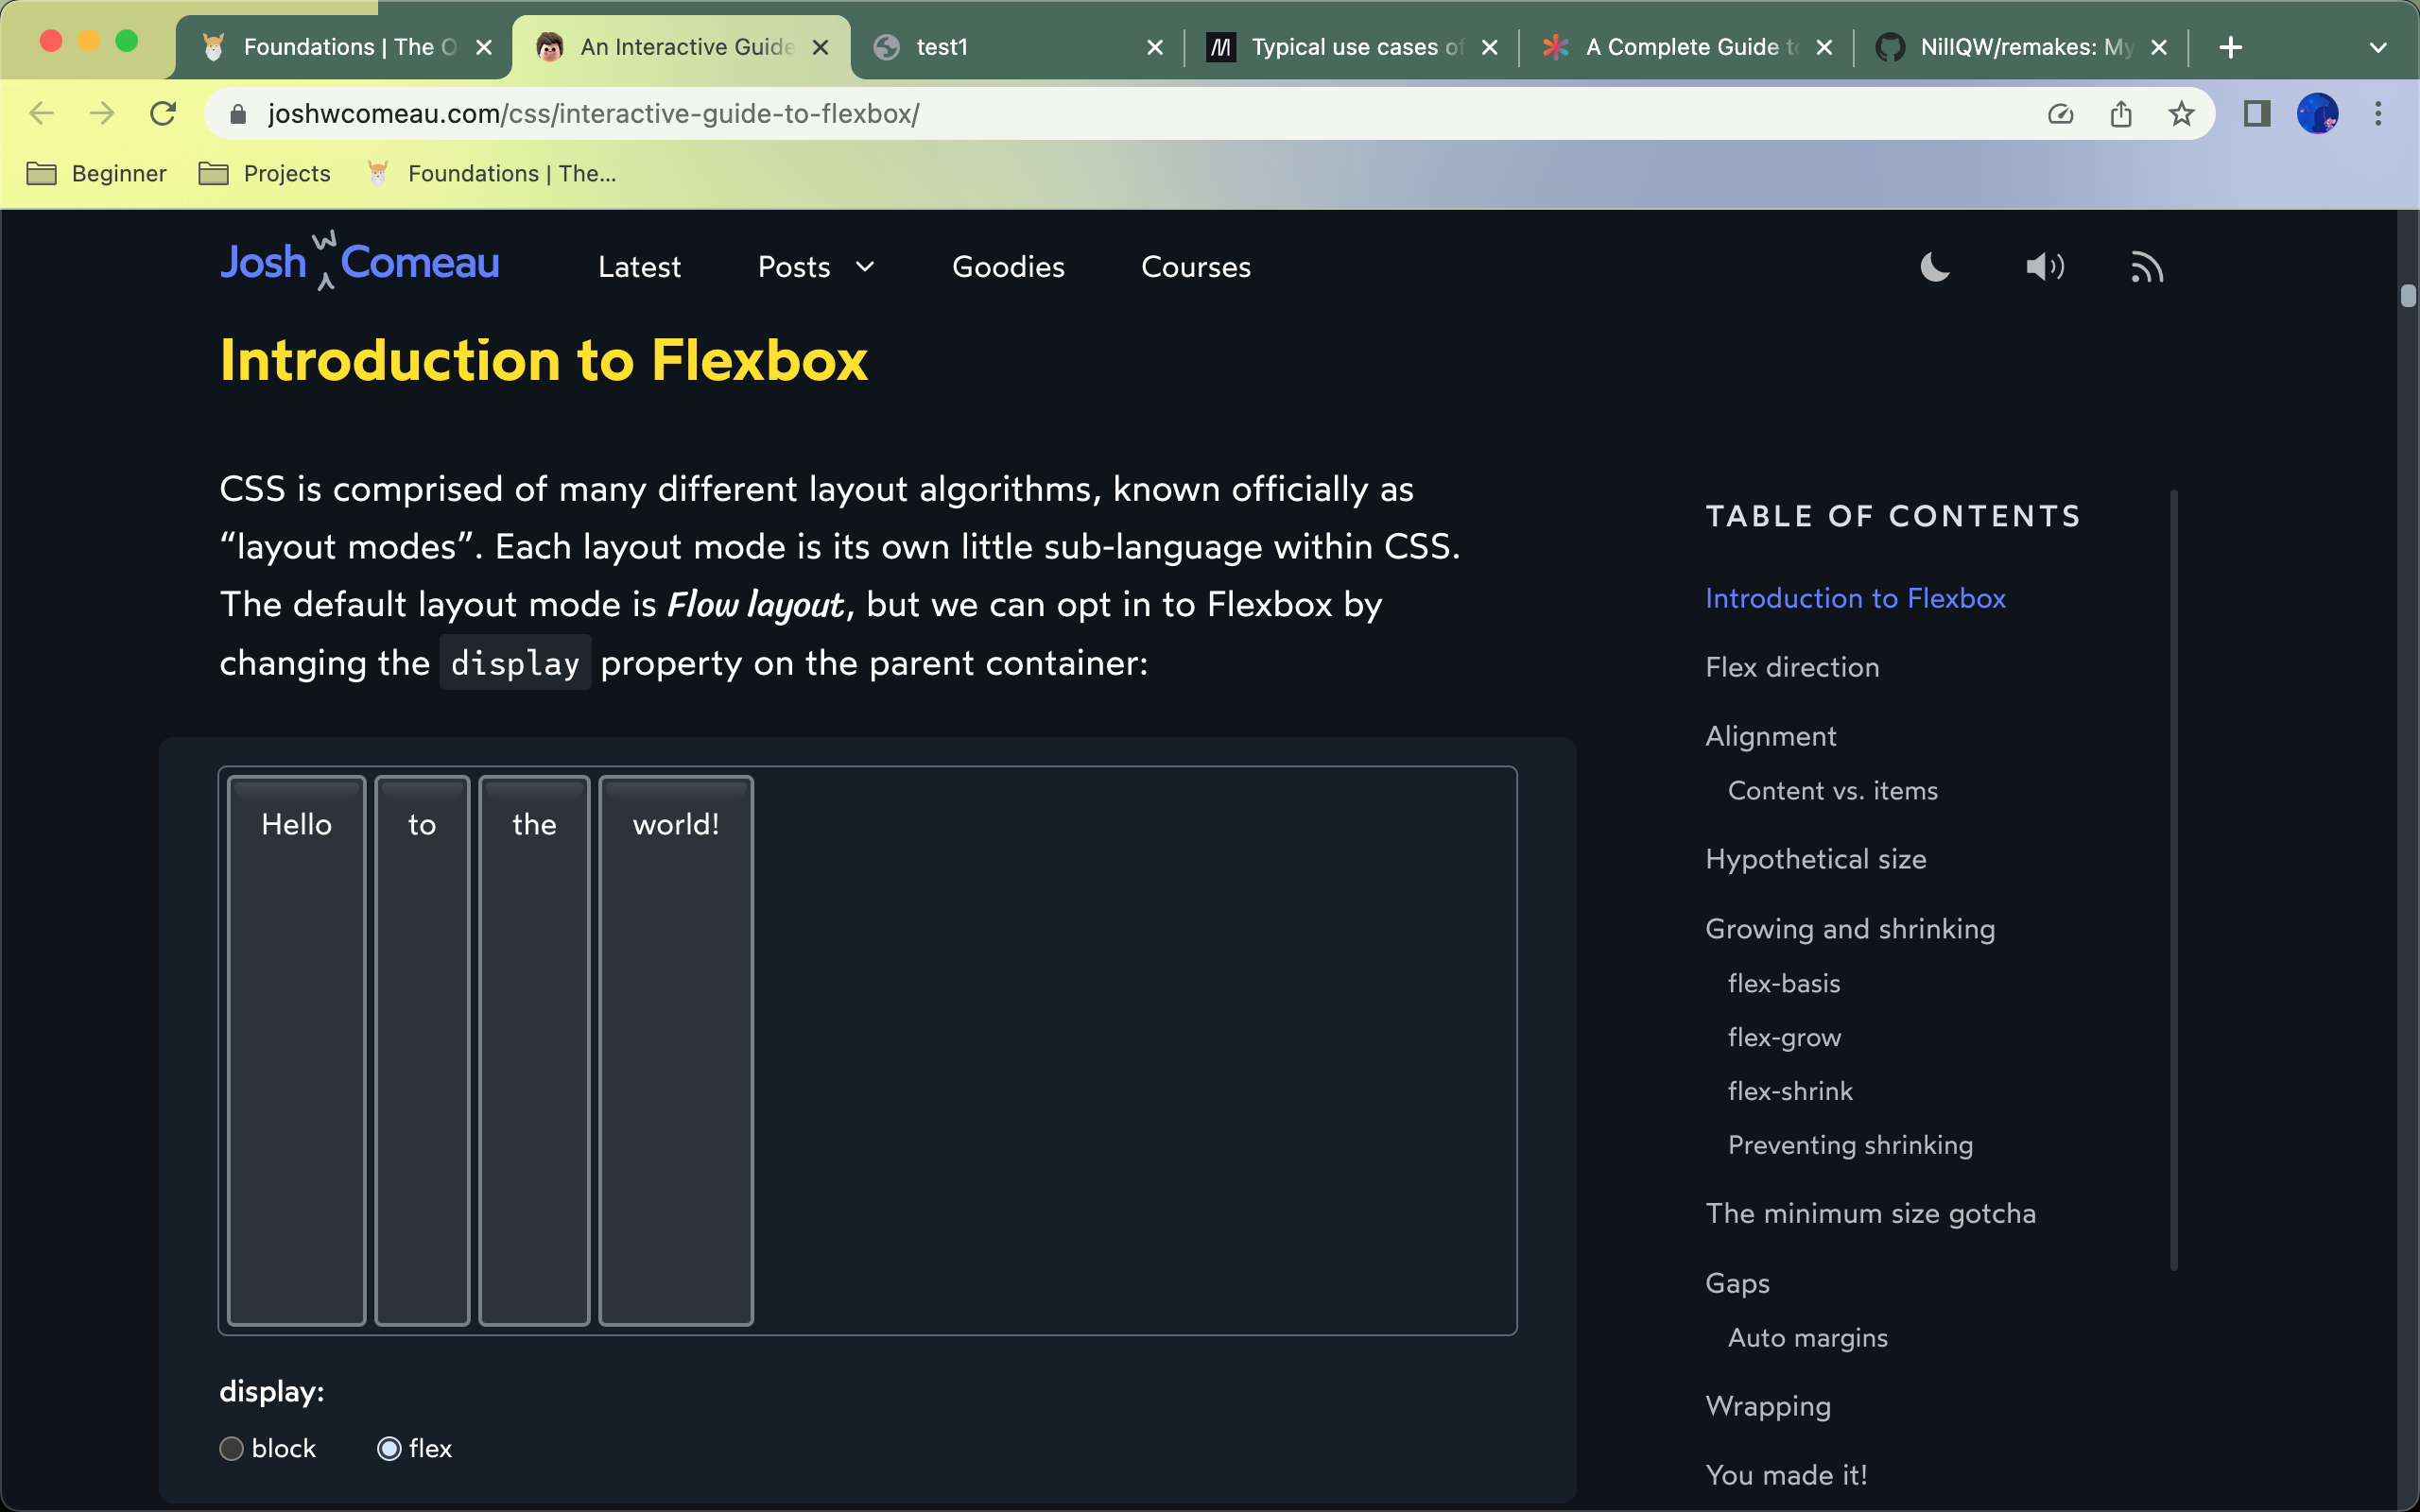 Foundations | The O
An Interactive Guide
test1
Typical use cases of
A Complete Guide to
NillQW/remakes: My
joshwcomeau.com/css/interactive-guide-to-flexbox/
Beginner
Projects
Foundations | The...
Josh W Comeau
Latest
Posts
Goodies
Courses
Introduction to Flexbox
CSS is comprised of many different layout algorithms, known officially as
“layout modes”. Each layout mode is its own little sub-language within CSS.
The default layout mode is Flow layout, but we can opt in to Flexbox by
changing the display property on the parent container:
Hello
to
the
world!
display:
block
flex
TABLE OF CONTENTS
Introduction to Flexbox
Flex direction
Alignment
Content vs. items
Hypothetical size
Growing and shrinking
flex-basis
flex-grow
flex-shrink
Preventing shrinking
The minimum size gotcha
Gaps
Auto margins
Wrapping
You made it!